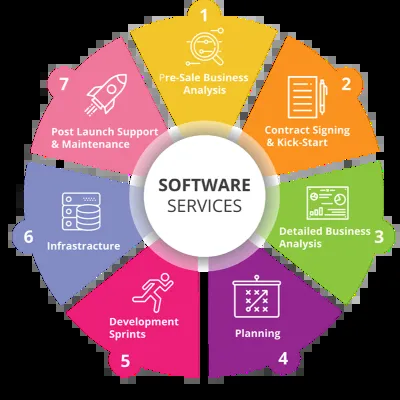 1
Pre-Sale Business
Analysis
2
Contract Signing
& Kick-Start
3
Detailed Business
Analysis
4
Planning
5
Development
Sprints
6
Infrastracture
7
Post Launch Support
& Maintenance
SOFTWARE
SERVICES